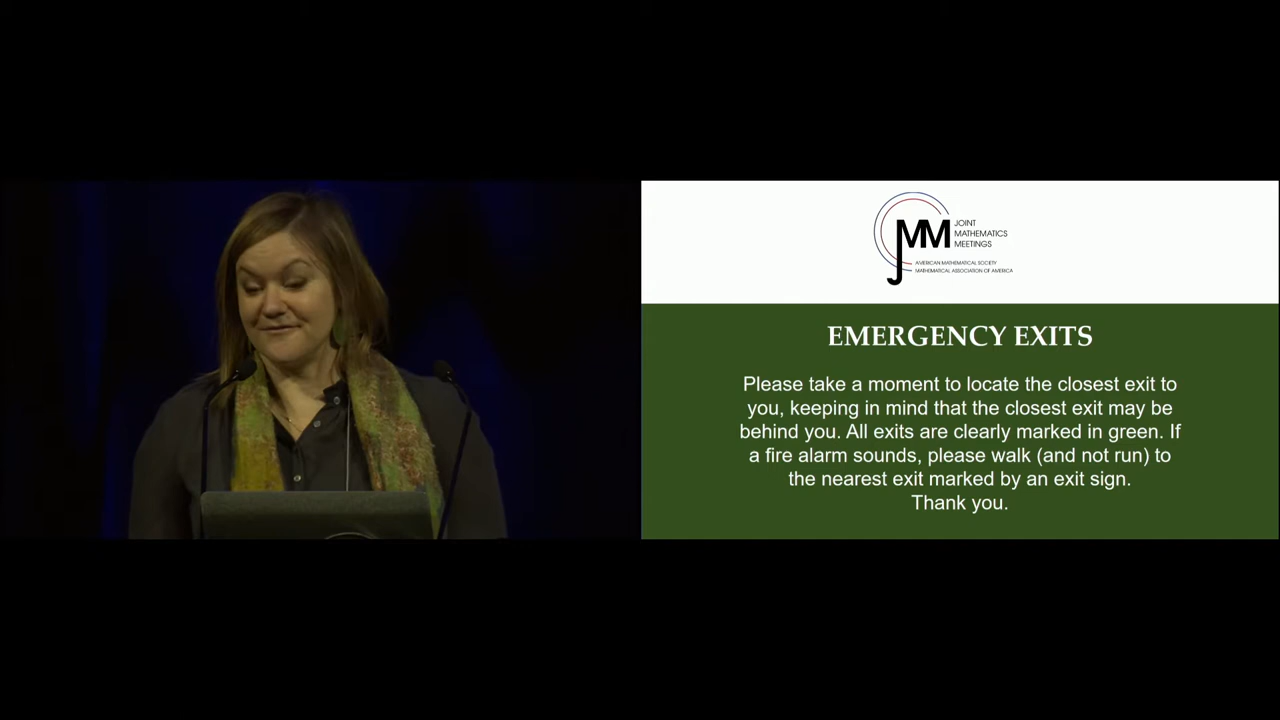 JMM
JOINT
MATHEMATICS
MEETINGS
AMERICAN MATHEMATICAL SOCIETY
MATHEMATICAL ASSOCIATION OF AMERICA
EMERGENCY EXITS
Please take a moment to locate the closest exit to
you, keeping in mind that the closest exit may be
behind you. All exits are clearly marked in green. If
a fire alarm sounds, please walk (and not run) to
the nearest exit marked by an exit sign.
Thank you.